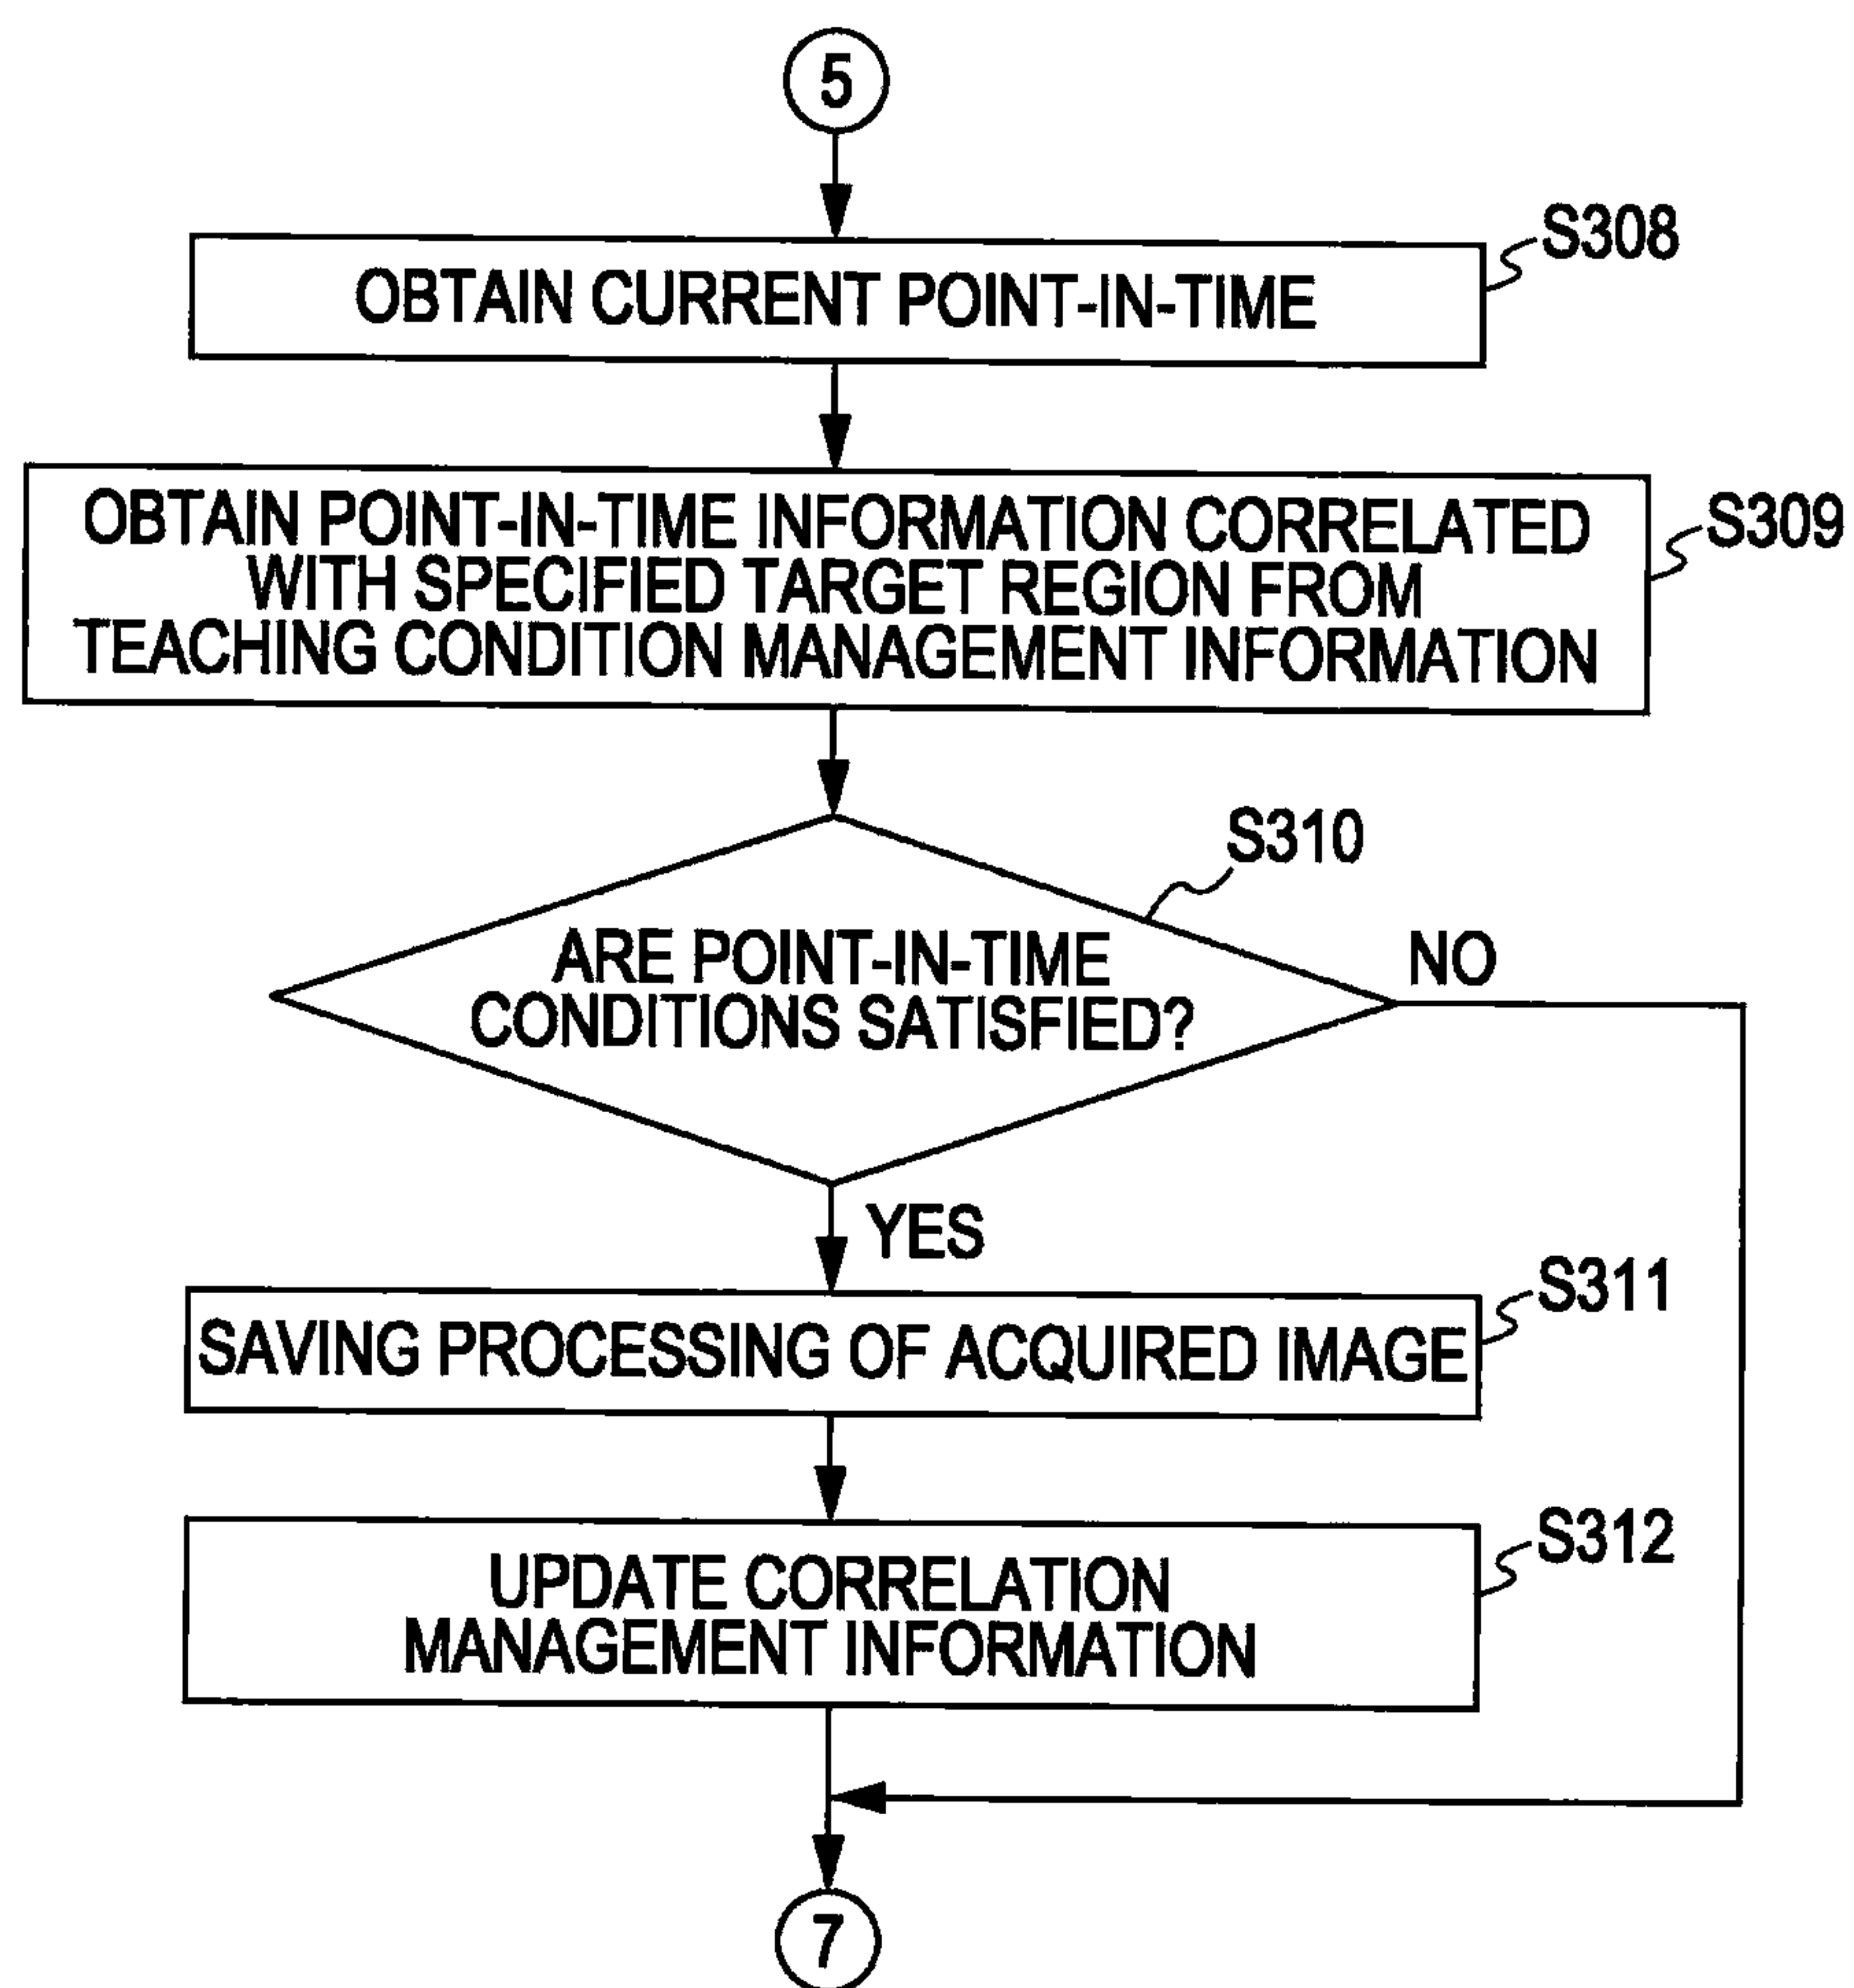 5
S308
OBTAIN CURRENT POINT-IN-TIME
S309
OBTAIN POINT-IN-TIME INFORMATION CORRELATED
WITH SPECIFIED TARGET REGION FROM
TEACHING CONDITION MANAGEMENT INFORMATION
S310
ARE POINT-IN-TIME
CONDITIONS SATISFIED?
NO
YES
S311
SAVING PROCESSING OF ACQUIRED IMAGE
S312
UPDATE CORRELATION
MANAGEMENT INFORMATION
7